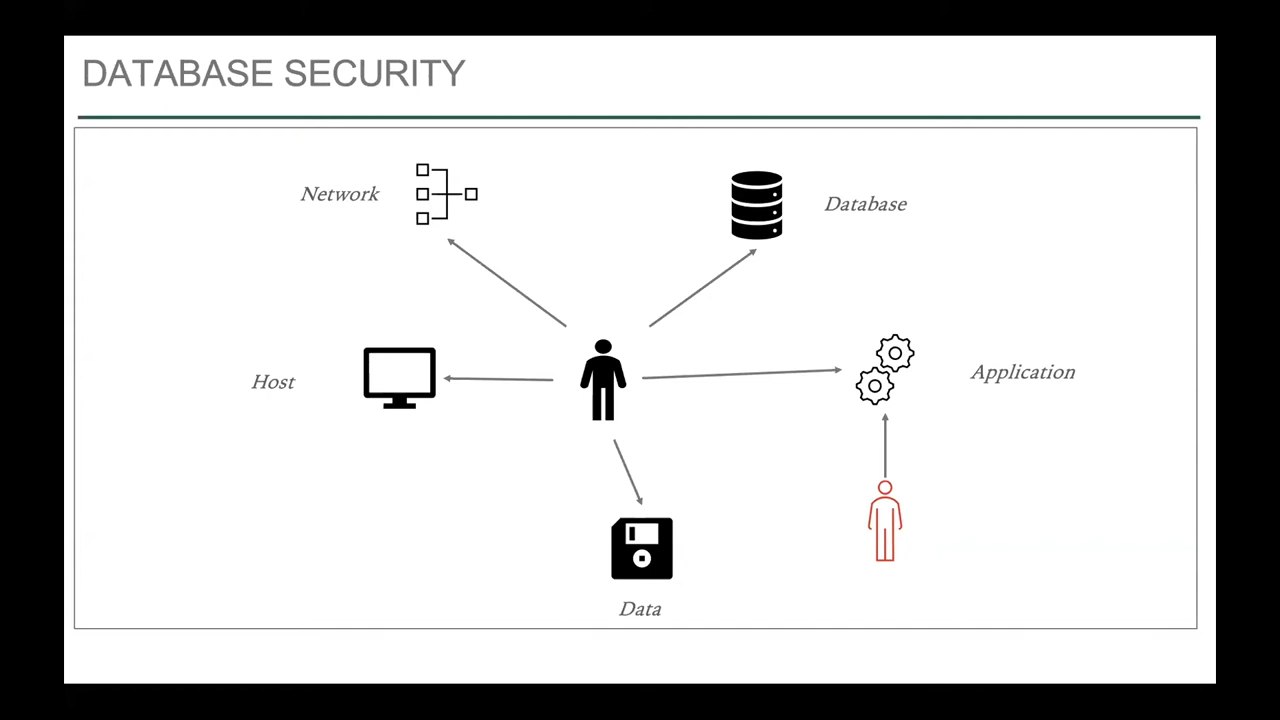 DATABASE SECURITY
Network
Database
Host
Application
Data